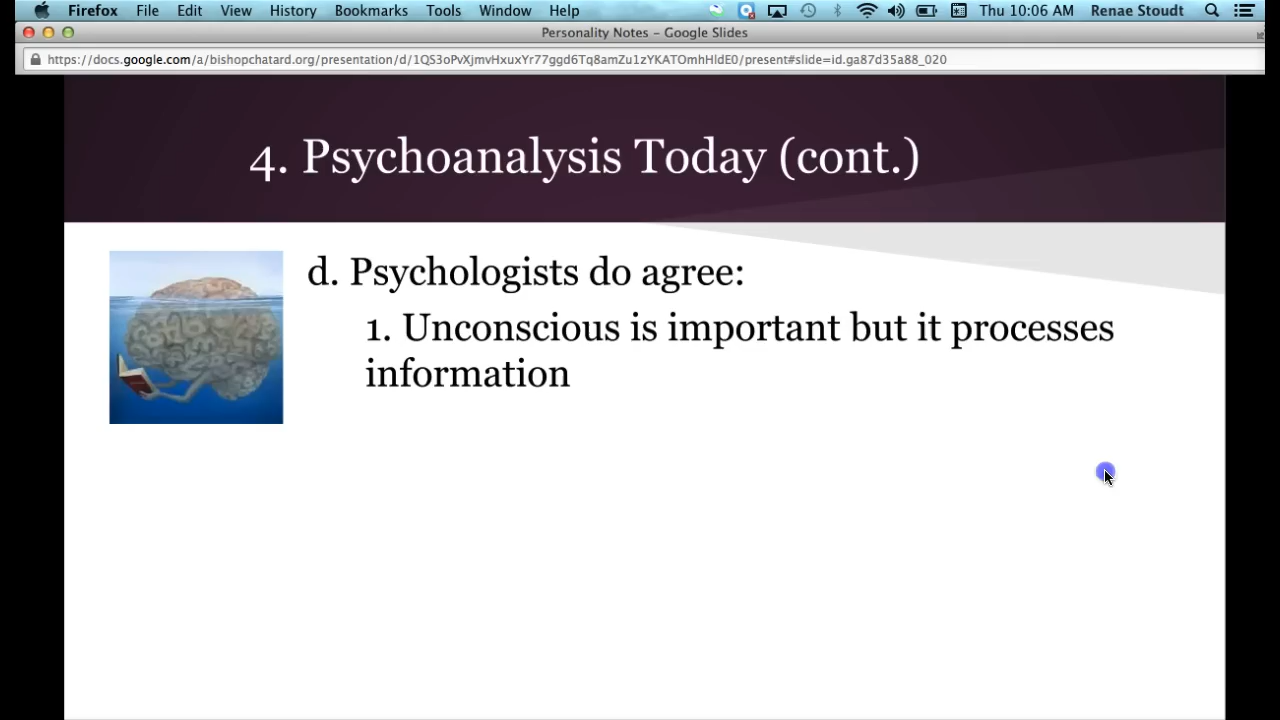 Firefox File Edit View History Bookmarks Tools Window Help Thu 10:06 AM Renae Stoudt
Personality Notes – Google Slides
https://docs.google.com/a/bishopchatard.org/presentation/d/1QS3oPvXjmvHxuxYr77ggd6Tq8amZu1zYKATOmhHldE0/present#slide=id.ga87d35a88_020
4. Psychoanalysis Today (cont.)
d. Psychologists do agree:
1. Unconscious is important but it processes
information